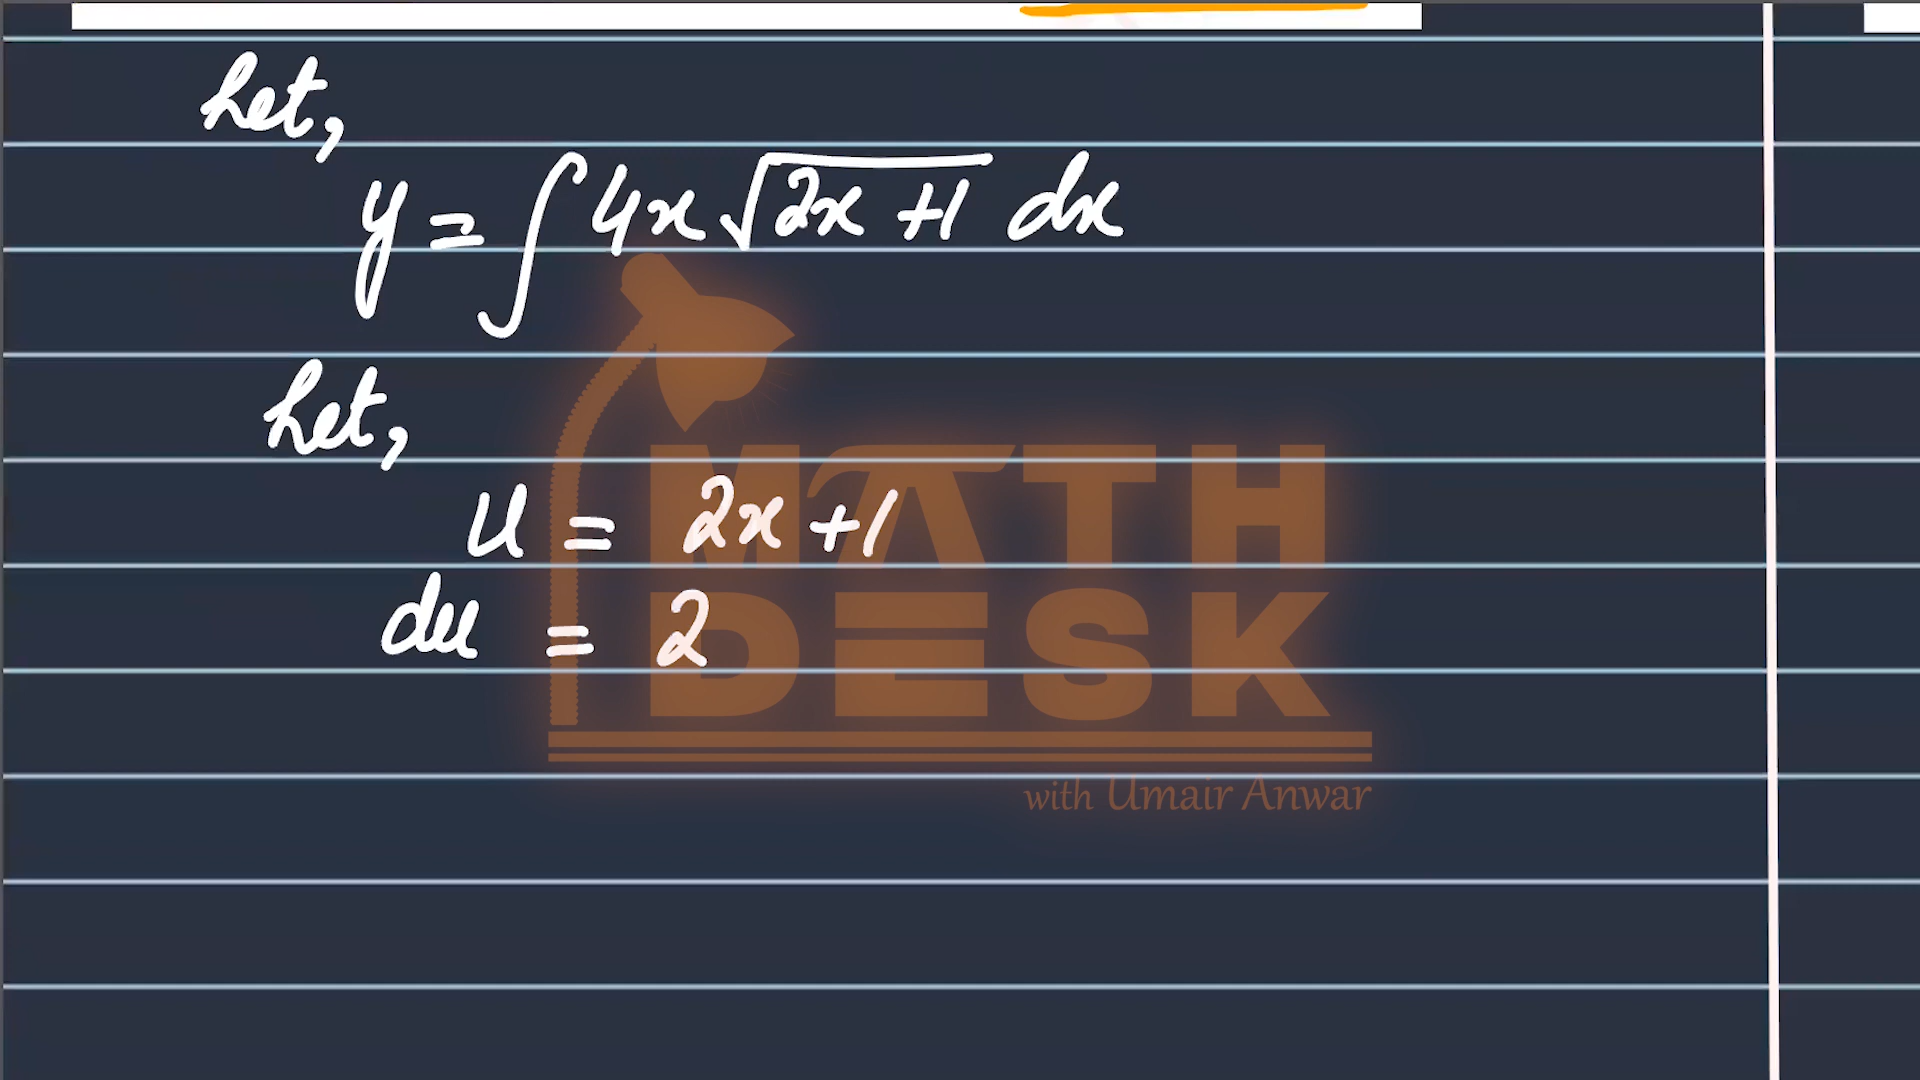 Let,
y = ∫ 4x √(2x + 1) dx
Let,
u = 2x + 1
du = 2
MATH
DESK
with Umair Anwar